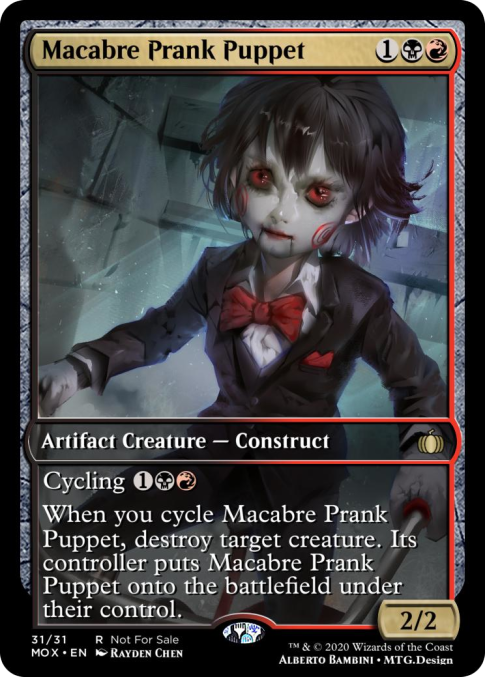 Macabre Prank Puppet 1
Artifact Creature — Construct
Cycling 1
When you cycle Macabre Prank
Puppet, destroy target creature. Its
controller puts Macabre Prank
Puppet onto the battlefield under
their control.
2/2
31/31 R Not For Sale
MOX • EN RAYDEN CHEN
™ & © 2020 Wizards of the Coast
ALBERTO BAMBINI • MTG.Design